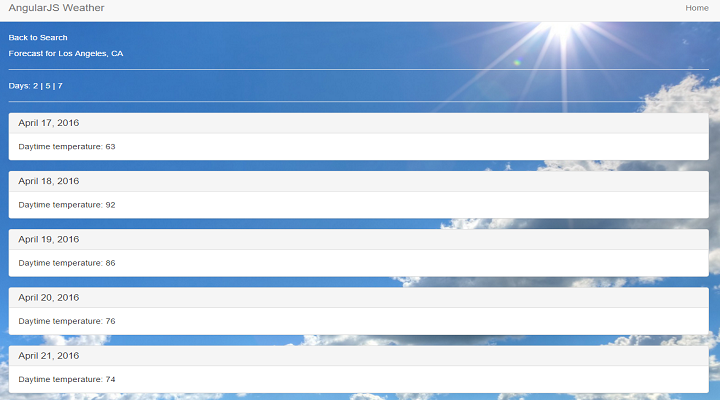 AngularJS Weather
Home
Back to Search
Forecast for Los Angeles, CA
Days: 2 | 5 | 7
April 17, 2016
Daytime temperature: 63
April 18, 2016
Daytime temperature: 92
April 19, 2016
Daytime temperature: 86
April 20, 2016
Daytime temperature: 76
April 21, 2016
Daytime temperature: 74